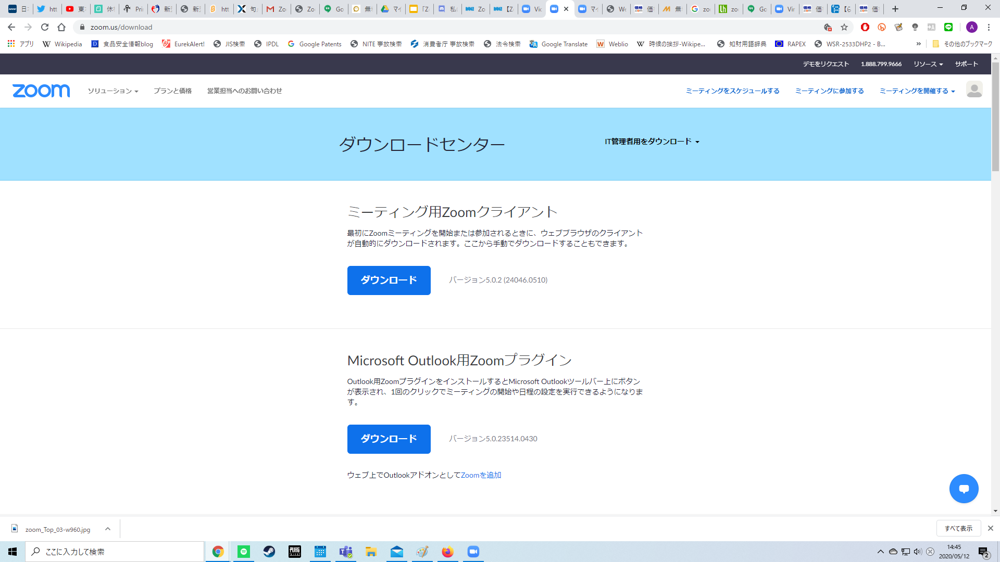 zoom.us/download
アプリ
Wikipedia
食品安全情報blog
EurekAlert!
JIS検索
IPDL
Google Patents
NITE 事故検索
消費者庁 事故検索
法令検索
Google Translate
Weblio
時候の挨拶-Wikipe...
知財用語辞典
RAPEX
WSR-2533DHP2 - B...
»
その他のブックマーク
デモをリクエスト
1.888.799.9666
リソース
サポート
zoom
ソリューション
プランと価格
営業担当へのお問い合わせ
ミーティングをスケジュールする
ミーティングに参加する
ミーティングを開催する
ダウンロードセンター
IT管理者用をダウンロード
ミーティング用Zoomクライアント
最初にZoomミーティングを開始または参加されるときに、ウェブブラウザのクライアント
が自動的にダウンロードされます。ここから手動でダウンロードすることもできます。
ダウンロード
バージョン5.0.2 (24046.0510)
Microsoft Outlook用Zoomプラグイン
Outlook用ZoomプラグインをインストールするとMicrosoft Outlookツールバー上にボタン
が表示され、1回のクリックでミーティングの開始や日程の設定を実行できるようになりま
す。
ダウンロード
バージョン5.0.23514.0430
ウェブ上でOutlookアドオンとしてZoomを追加
zoom_Top_03-w960.jpg
すべて表示
ここに入力して検索
14:45
2020/05/12
2